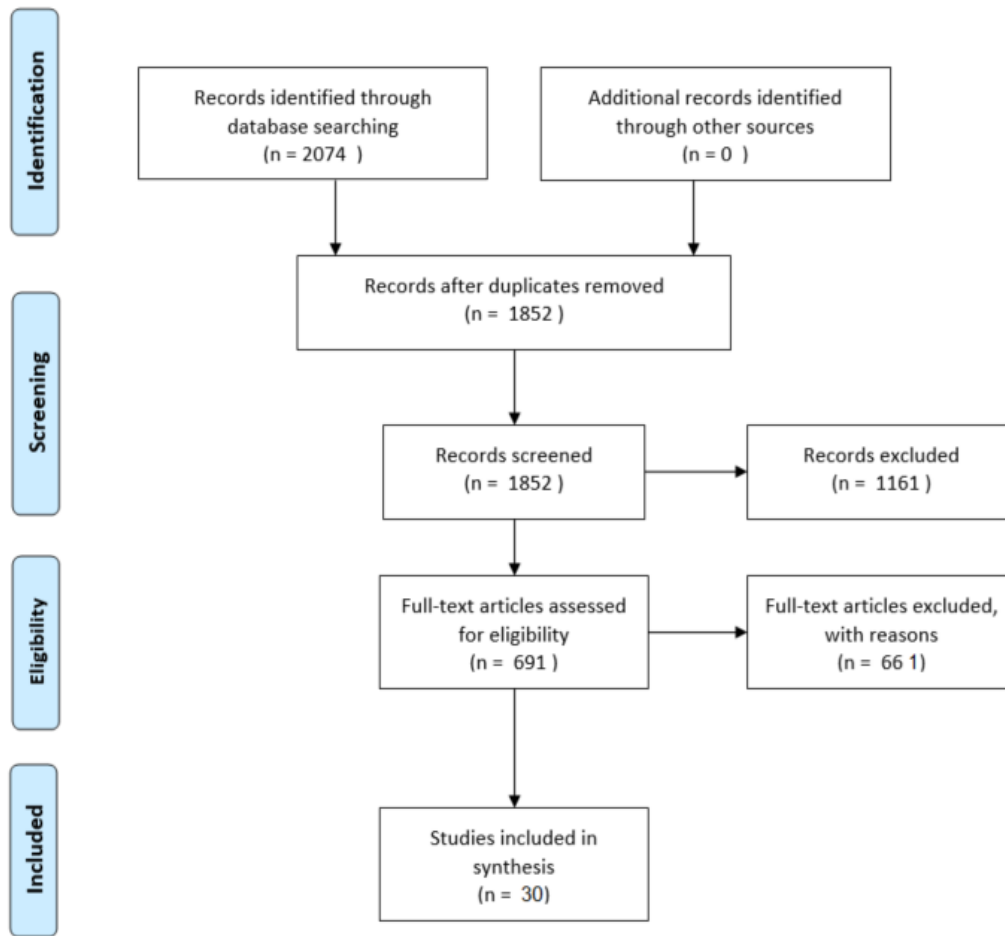 Identification
Records identified through
database searching
(n = 2074 )
Additional records identified
through other sources
(n = 0 )
Records after duplicates removed
(n = 1852 )
Screening
Records screened
(n = 1852 )
Records excluded
(n = 1161 )
Eligibility
Full-text articles assessed
for eligibility
(n = 691 )
Full-text articles excluded,
with reasons
(n = 66 1)
Included
Studies included in
synthesis
(n = 30)